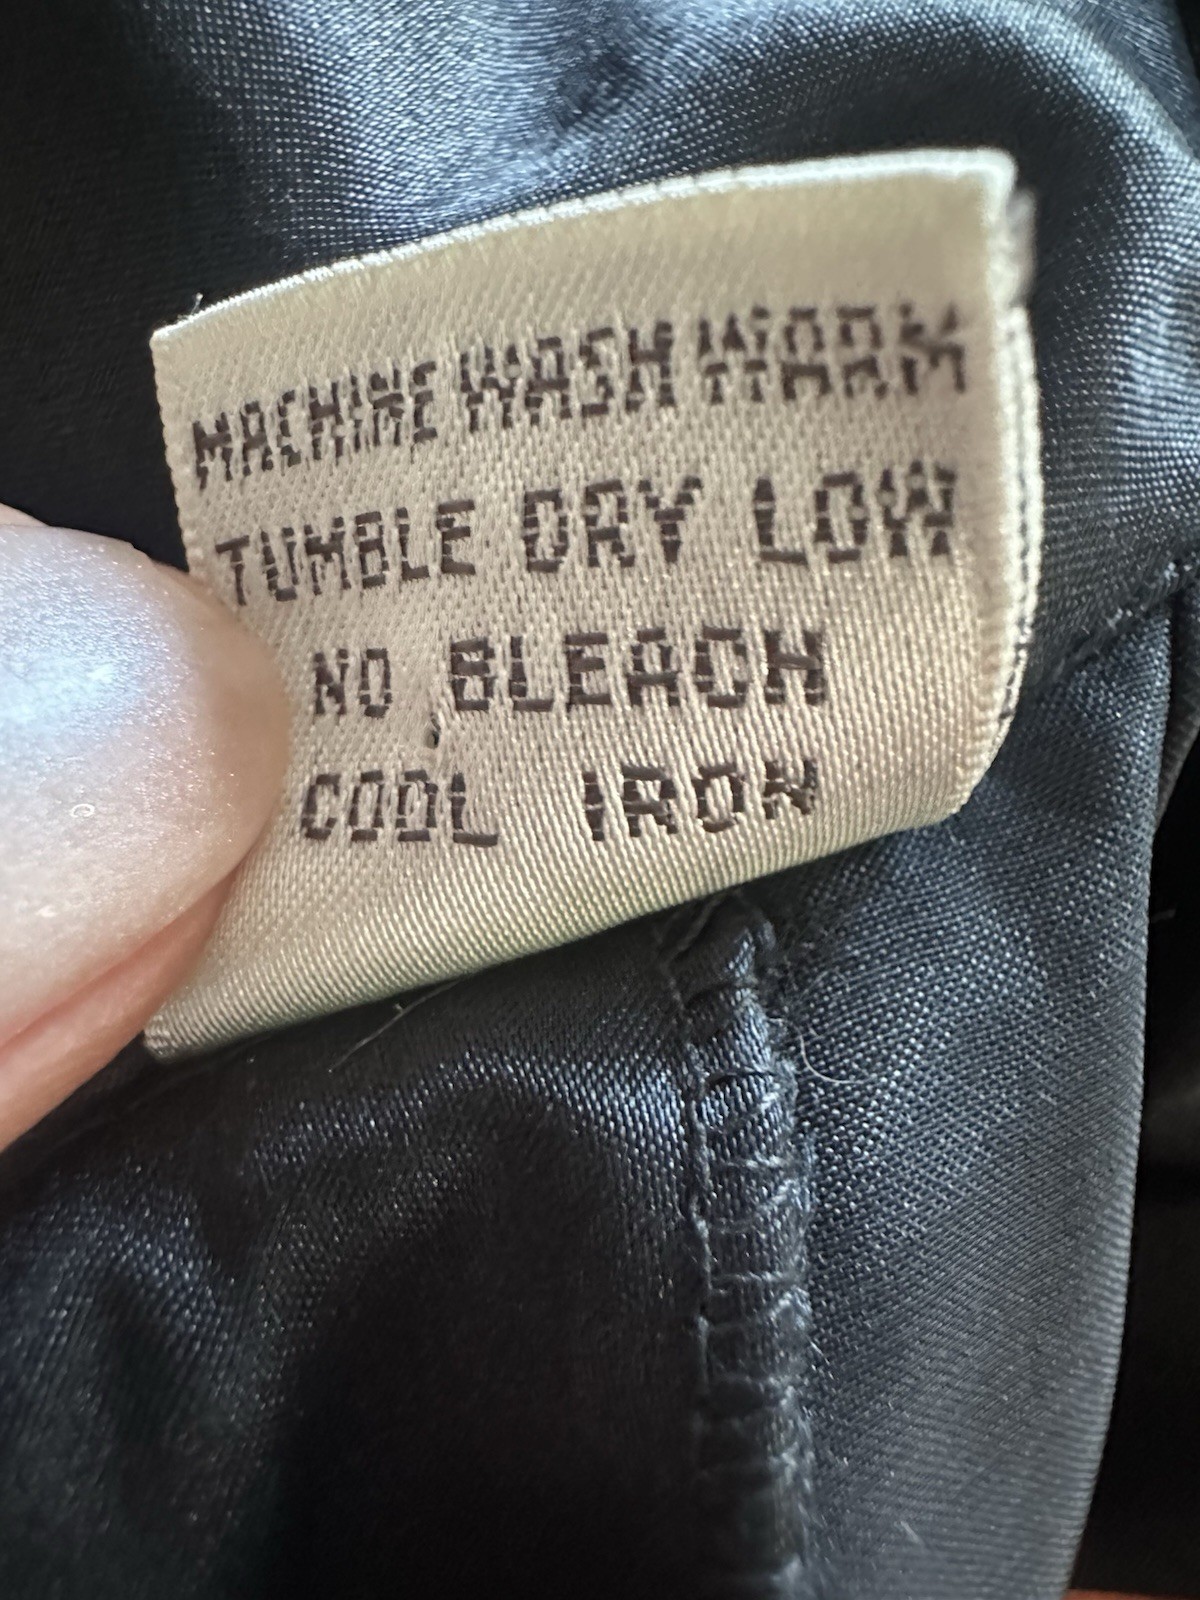 MACHINE WASH WARM
TUMBLE DRY LOW
NO BLEACH
COOL IRON